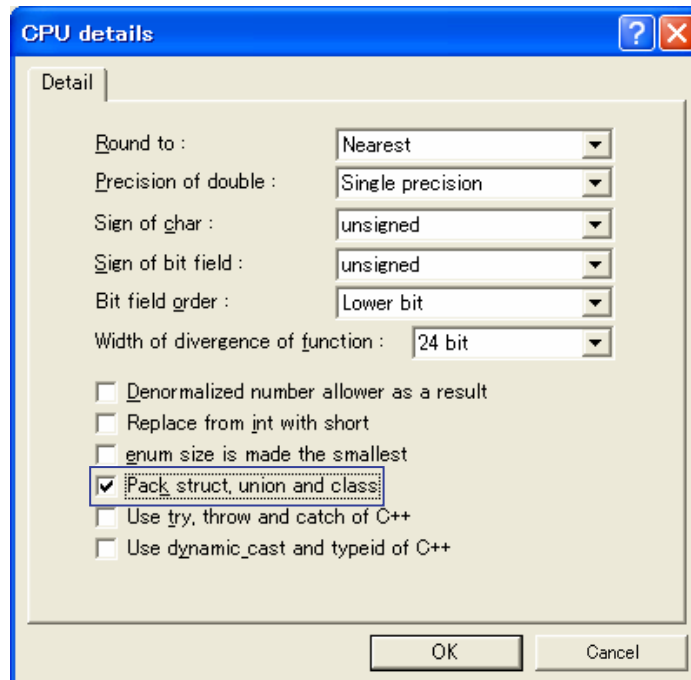 CPU details
Detail
Round to : Nearest
Precision of double : Single precision
Sign of char : unsigned
Sign of bit field : unsigned
Bit field order : Lower bit
Width of divergence of function : 24 bit
Denormalized number allower as a result
Replace from int with short
enum size is made the smallest
Pack struct, union and class
Use try, throw and catch of C++
Use dynamic_cast and typeid of C++
OK Cancel